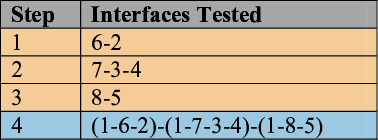 Step Interfaces Tested
1 6-2
2 7-3-4
3 8-5
4 (1-6-2)-(1-7-3-4)-(1-8-5)